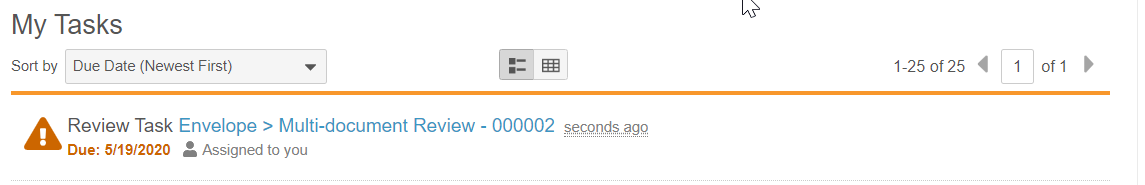 My Tasks
Sort by Due Date (Newest First) 1-25 of 25 1 of 1
Review Task Envelope > Multi-document Review - 000002 seconds ago
Due: 5/19/2020 Assigned to you